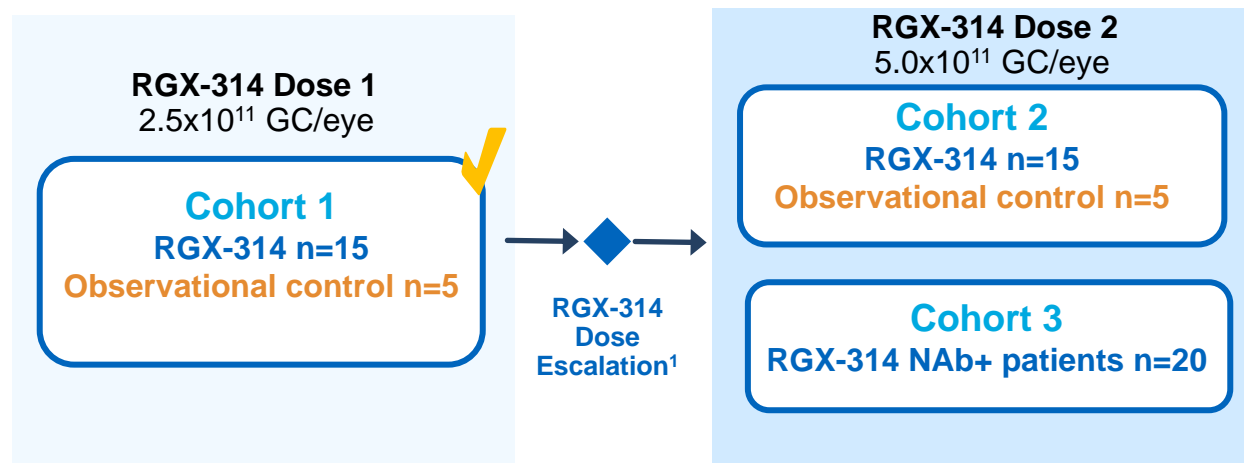 RGX-314 Dose 1
2.5x10¹¹ GC/eye
Cohort 1
RGX-314 n=15
Observational control n=5
RGX-314
Dose
Escalation¹
RGX-314 Dose 2
5.0x10¹¹ GC/eye
Cohort 2
RGX-314 n=15
Observational control n=5
Cohort 3
RGX-314 NAb+ patients n=20